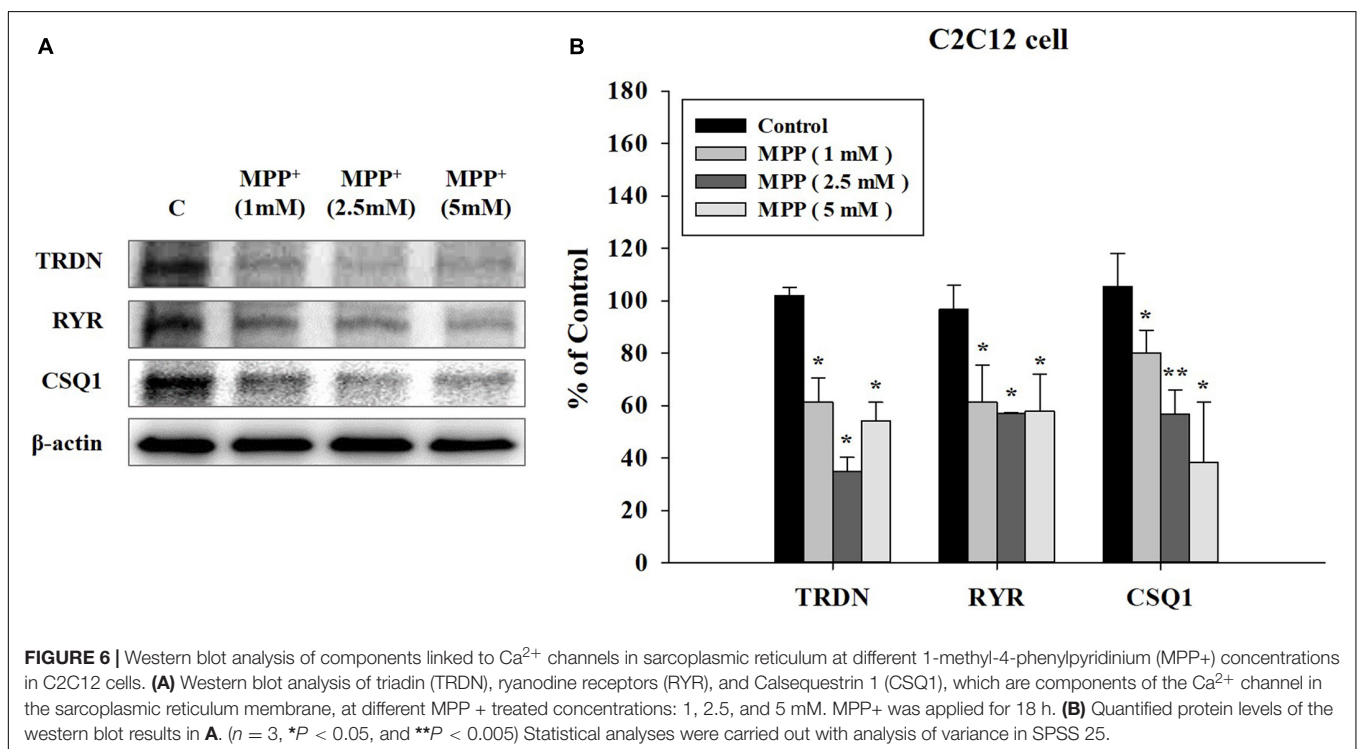 A
C
MPP+
(1mM)
MPP+
(2.5mM)
MPP+
(5mM)
TRDN
RYR
CSQ1
β-actin
B
C2C12 cell
% of Control
180
160
140
120
100
80
60
40
20
0
Control
MPP ( 1 mM )
MPP ( 2.5 mM )
MPP ( 5 mM )
*
*
*
*
*
*
*
**
*
TRDN
RYR
CSQ1
FIGURE 6 | Western blot analysis of components linked to Ca2+ channels in sarcoplasmic reticulum at different 1-methyl-4-phenylpyridinium (MPP+) concentrations
in C2C12 cells. (A) Western blot analysis of triadin (TRDN), ryanodine receptors (RYR), and Calsequestrin 1 (CSQ1), which are components of the Ca2+ channel in
the sarcoplasmic reticulum membrane, at different MPP + treated concentrations: 1, 2.5, and 5 mM. MPP+ was applied for 18 h. (B) Quantified protein levels of the
western blot results in A. (n = 3, *P < 0.05, and **P < 0.005) Statistical analyses were carried out with analysis of variance in SPSS 25.